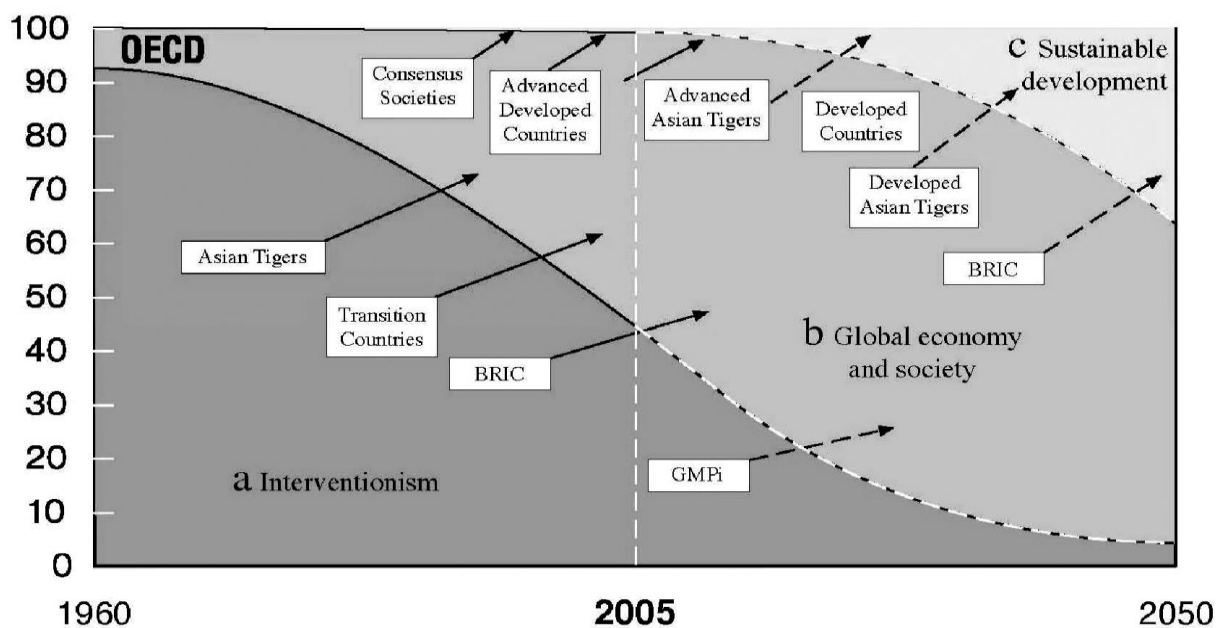 100
90
80
70
60
50
40
30
20
10
0
OECD
Consensus
Societies
Advanced
Developed
Countries
Advanced
Asian Tigers
Developed
Countries
c Sustainable
development
Developed
Asian Tigers
Asian Tigers
BRIC
Transition
Countries
b Global economy
and society
BRIC
GMPi
a Interventionism
1960
2005
2050